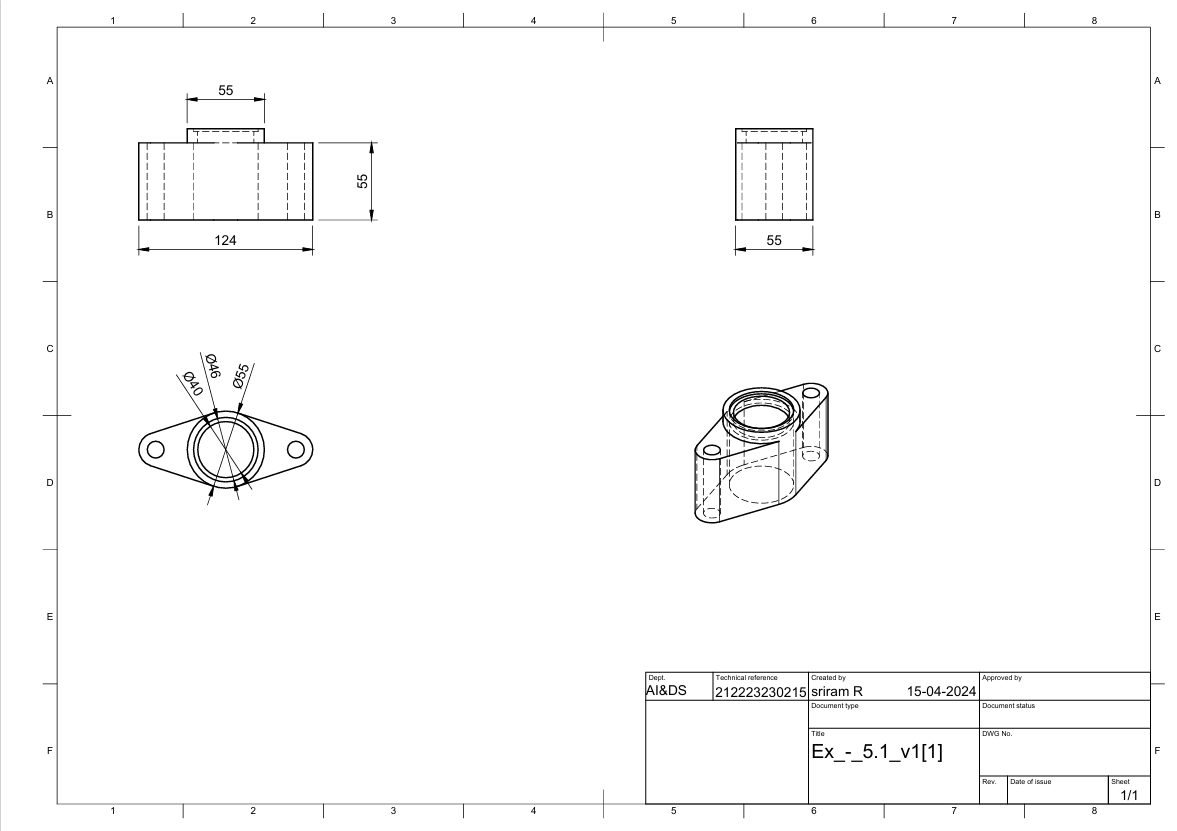 1 2 3 4 5 6 7 8
A A
55
55
B B
124 55
C C
Ø40 Ø46 Ø55
D D
E E
Dept. Technical reference Created by Approved by
AI&DS 212223230215 sriram R 15-04-2024
Document type Document status
Title DWG No.
Ex_-_5.1_v1[1]
F F
Rev. Date of issue Sheet
1/1
1 2 3 4 5 6 7 8